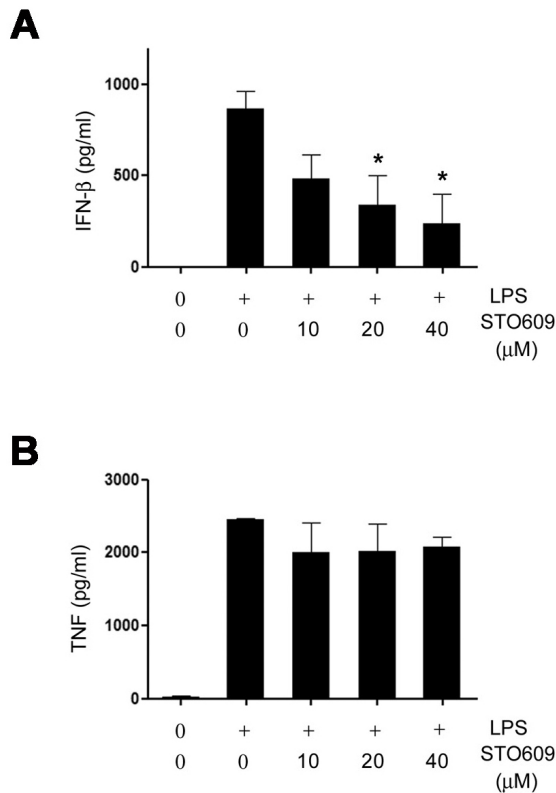 A
IFN-β (pg/ml)
1000
500
0
*
*
0 + + + + LPS
0 0 10 20 40 STO609
(μM)
B
TNF (pg/ml)
3000
2000
1000
0
0 + + + + LPS
0 0 10 20 40 STO609
(μM)